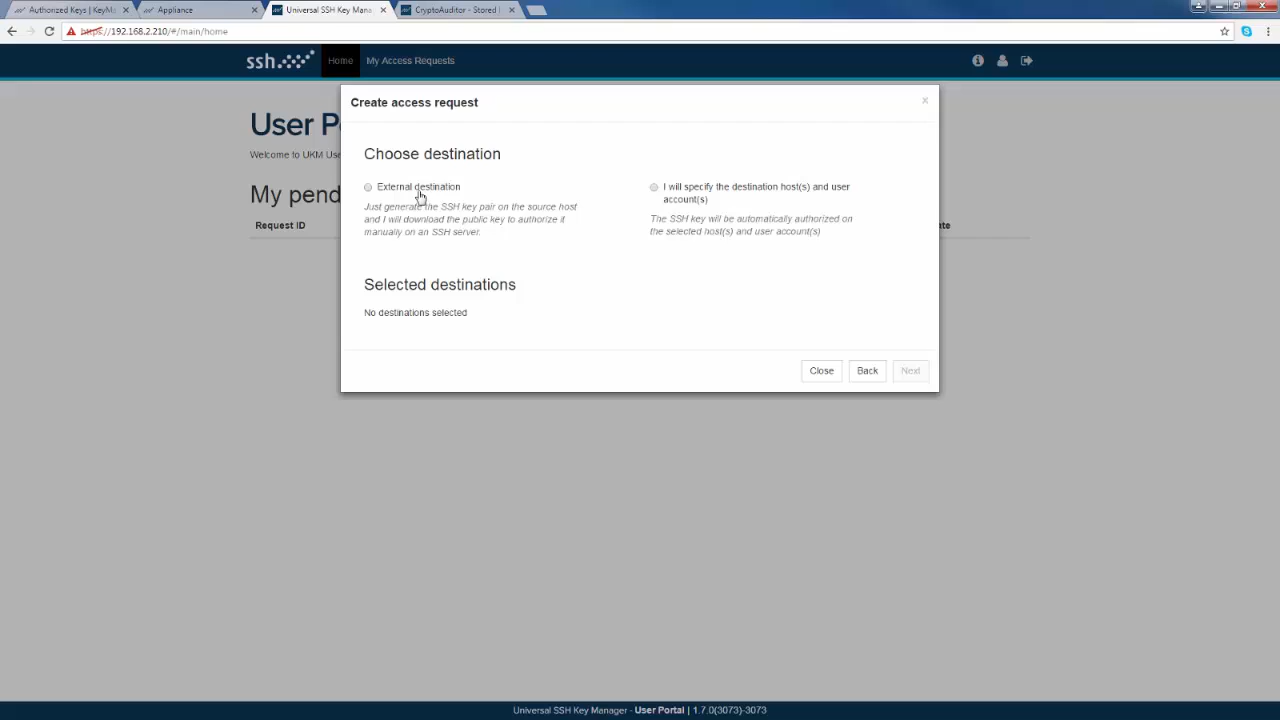 Authorized Keys | KeyMa
Appliance
Universal SSH Key Mana
CryptoAuditor - Stored
https://192.168.2.210/#/main/home
ssh
Home
My Access Requests
Create access request
User P
Welcome to UKM Use
My pend
Request ID
ate
Choose destination
External destination
Just generate the SSH key pair on the source host
and I will download the public key to authorize it
manually on an SSH server.
I will specify the destination host(s) and user
account(s)
The SSH key will be automatically authorized on
the selected host(s) and user account(s)
Selected destinations
No destinations selected
Close
Back
Next
Universal SSH Key Manager - User Portal | 1.7.0(3073)-3073